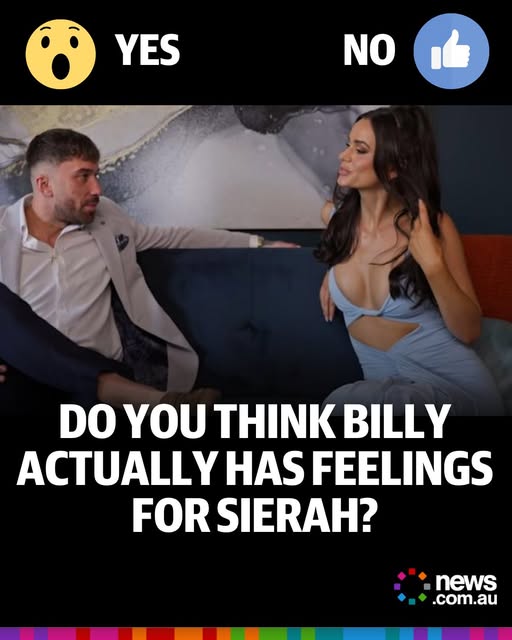 YES
NO
DO YOU THINK BILLY
ACTUALLY HAS FEELINGS
FOR SIERAH?
news
.com.au